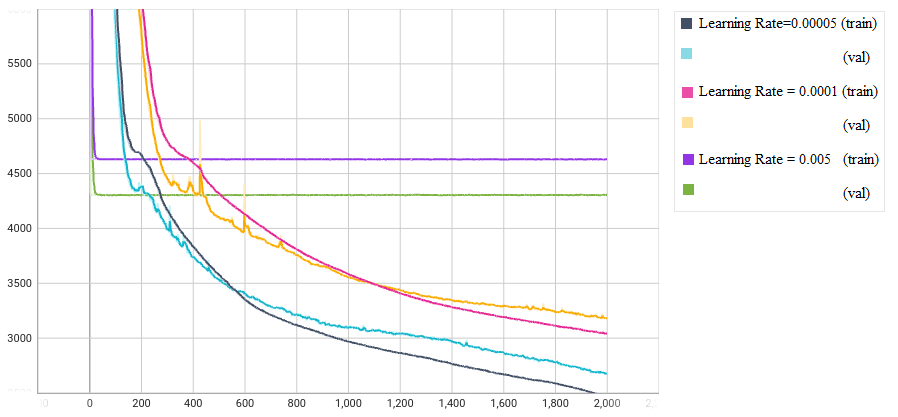 5500
5000
4500
4000
3500
3000
0
200
400
600
800
1,000
1,200
1,400
1,600
1,800
2,000
Learning Rate=0.00005 (train)
(val)
Learning Rate = 0.0001 (train)
(val)
Learning Rate = 0.005 (train)
(val)